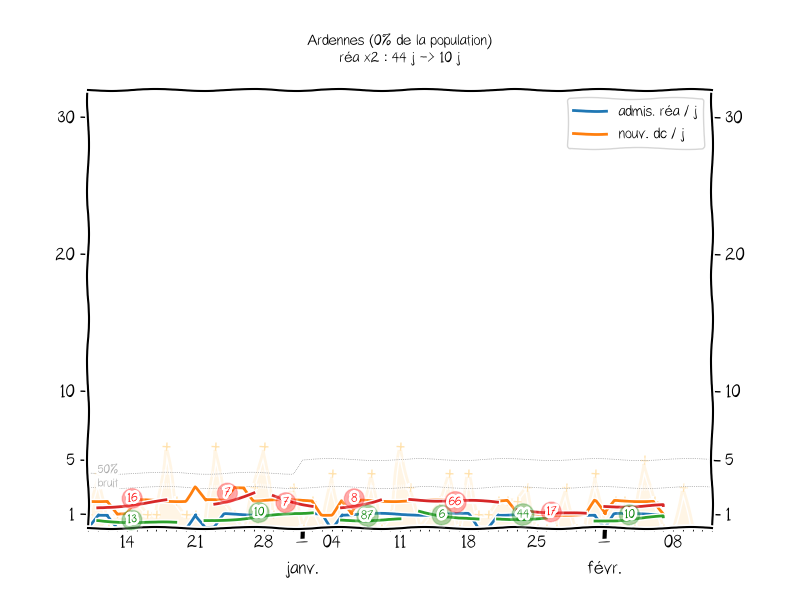 Ardennes (0% de la population)
réa x2 : 44 j -> 10 j
admis. réa / j
nouv. dc / j
30 30
20 20
10 10
5 5
1 1
50%
bruit
16 7 7 8 66 17
13 10 87 6 44 10
14 21 28 04 11 18 25 08
janv. févr.